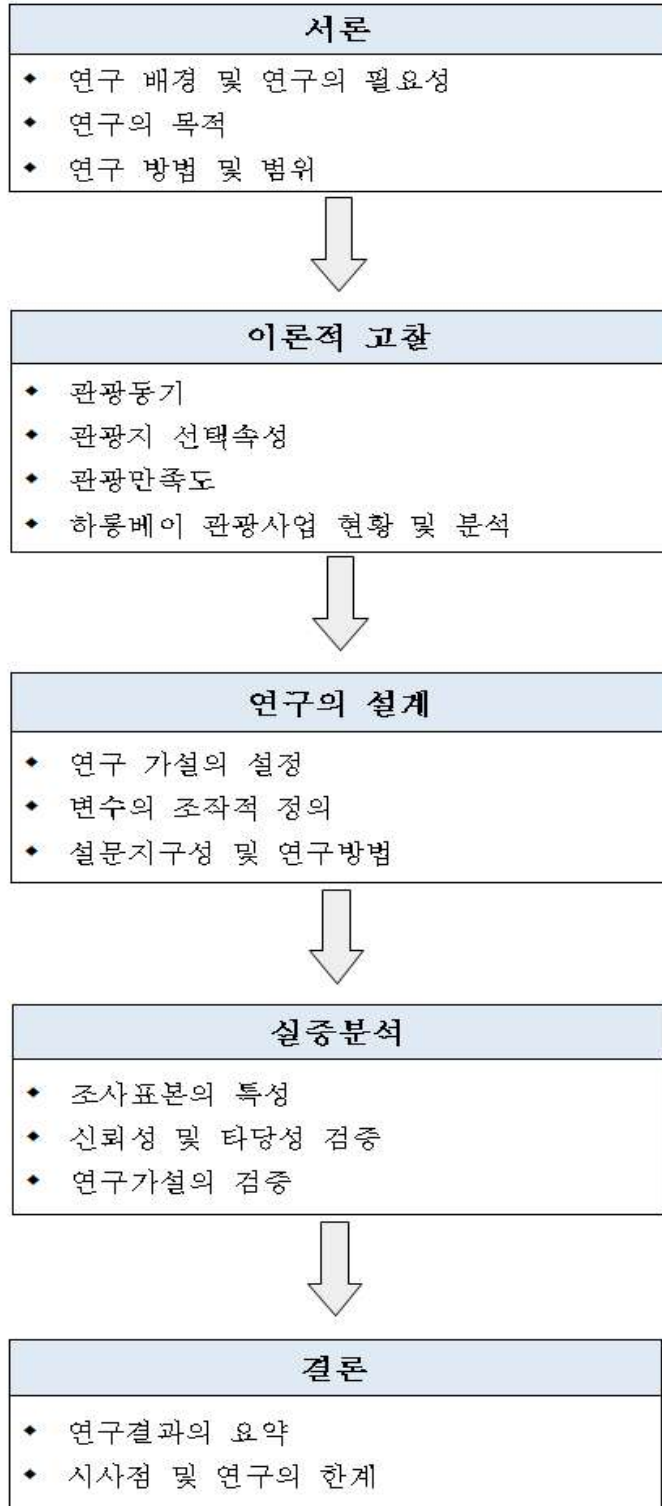 서론
연구 배경 및 연구의 필요성
연구의 목적
연구 방법 및 범위
이론적 고찰
관광동기
관광지 선택속성
관광만족도
하롱베이 관광사업 현황 및 분석
연구의 설계
연구 가설의 설정
변수의 조작적 정의
설문지구성 및 연구방법
실증분석
조사표본의 특성
신뢰성 및 타당성 검증
연구가설의 검증
결론
연구결과의 요약
시사점 및 연구의 한계